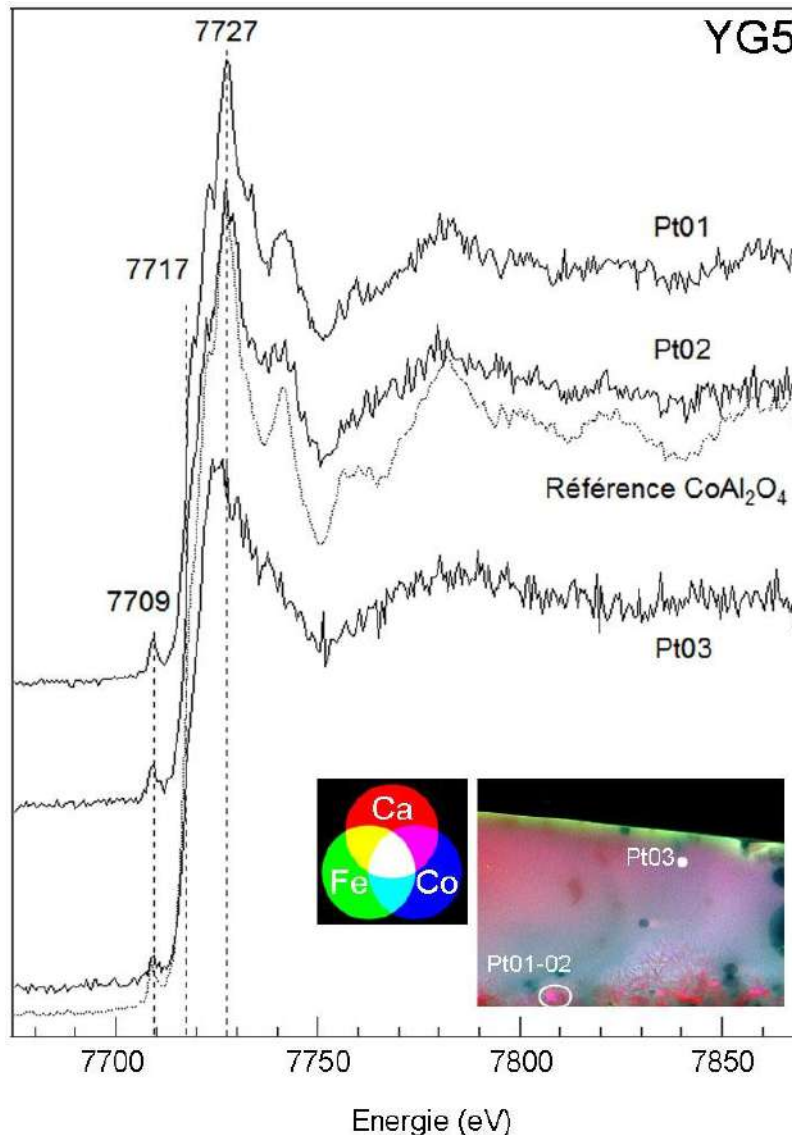 YG5
7727
Pt01
7717
Pt02
Référence CoAl₂O₄
7709
Pt03
Ca
Fe Co
Pt03
Pt01-02
7700 7750 7800 7850
Energie (eV)